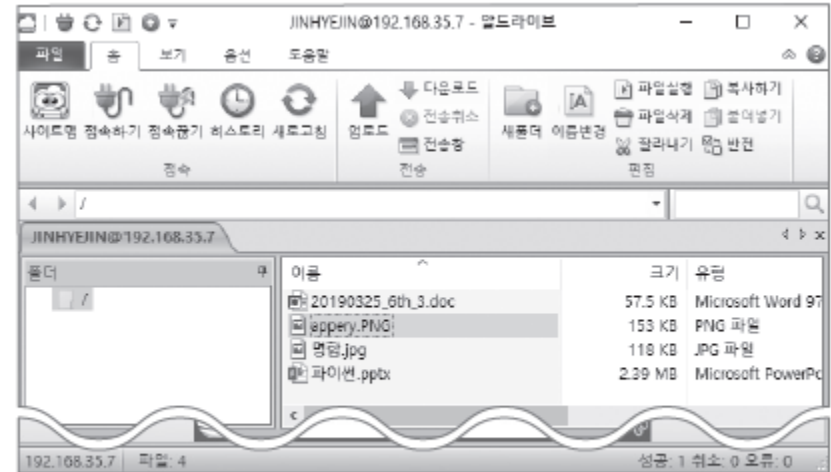 JINHYEJIN@192.168.35.7 - 알드라이브
파일 홈 보기 옵션 도움말
사이트맵 접속하기 접속끊기 히스토리 새로고침 업로드 다운로드 전송취소 전송창 새폴더 이름변경 파일실행 파일삭제 잘라내기 복사하기 붙여넣기 반전
접속 전송 편집
/
JINHYEJIN@192.168.35.7
폴더
/
이름 크기 유형
20190325_6th_3.doc 57.5 KB Microsoft Word 97
appery.PNG 153 KB PNG 파일
명함.jpg 118 KB JPG 파일
파이썬.pptx 2.39 MB Microsoft PowerPo
192.168.35.7 파일: 4 성공: 1 취소: 0 오류: 0